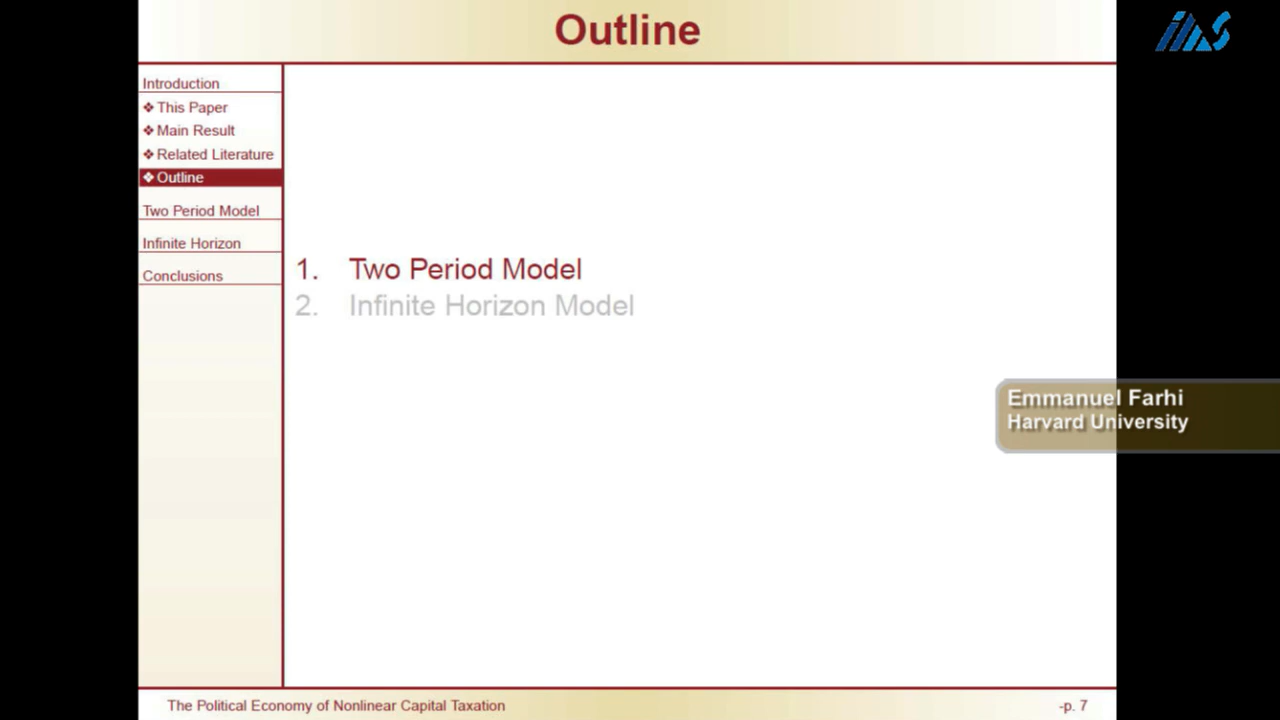 Outline
Introduction
❖ This Paper
❖ Main Result
❖ Related Literature
❖ Outline
Two Period Model
Infinite Horizon
Conclusions
1. Two Period Model
2. Infinite Horizon Model
Emmanuel Farhi
Harvard University
The Political Economy of Nonlinear Capital Taxation
-p. 7